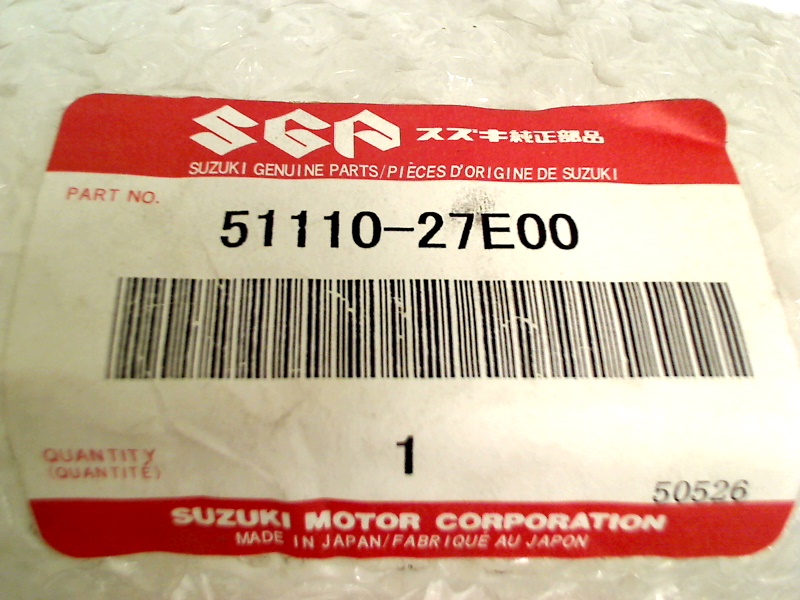 SGP スズキ純正部品
SUZUKI GENUINE PARTS/PIÈCES D'ORIGINE DE SUZUKI
PART NO.
51110-27E00
1
QUANTITY
(QUANTITÉ)
50526
SUZUKI MOTOR CORPORATION
MADE IN JAPAN/FABRIQUÉ AU JAPON